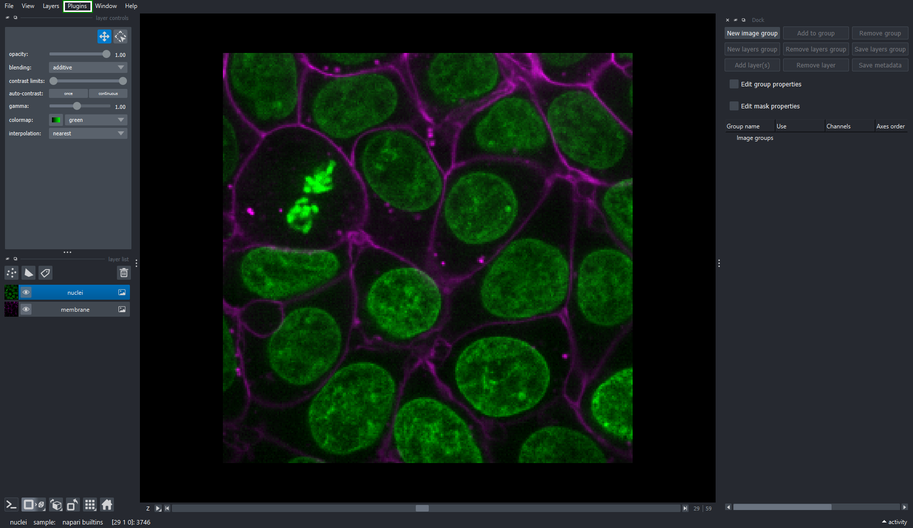 File View Layers Plugins Window Help
layer controls
opacity: 1.00
blending: additive
contrast limits:
auto-contrast: once continuous
gamma: 1.00
colormap: green
interpolation: nearest
layer list
nuclei
membrane
Z 29 59
nuclei sample: napari builtins [29 1 0]: 3746
activity
Dock
New image group Add to group Remove group
New layers group Remove layers group Save layers group
Add layer(s) Remove layer Save metadata
Edit group properties
Edit mask properties
Group name Use Channels Axes order
Image groups